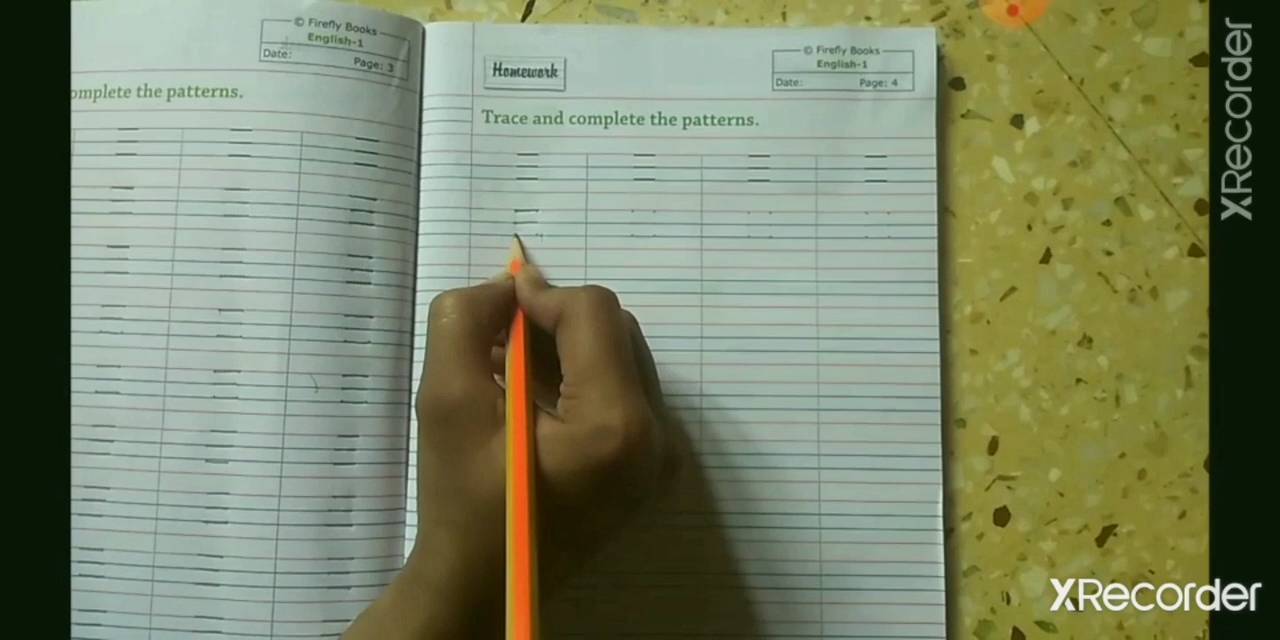 © Firefly Books
English-1
Date:
Page: 3
omplete the patterns.
Homework
© Firefly Books
English-1
Date:
Page: 4
Trace and complete the patterns.
XRecorder
XRecorder